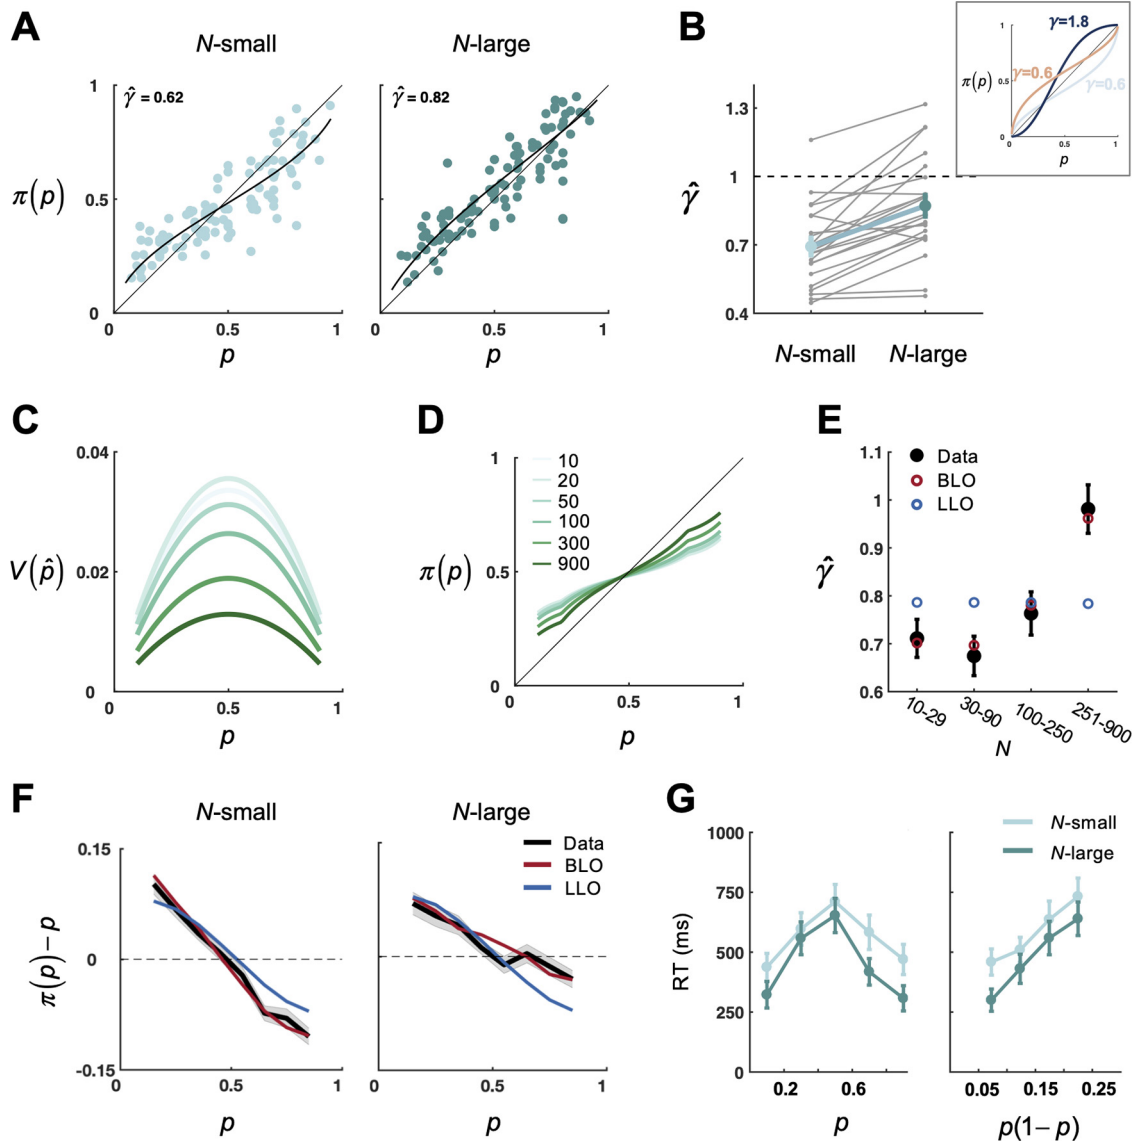 A
N-small
N-large
π(p)
1
0.5
0
γ̂ = 0.62
γ̂ = 0.82
0
0.5
1
0
0.5
1
p
p
B
γ̂
1.3
1
0.7
0.4
N-small
N-large
γ=1.8
γ=0.6
γ=0.6
π(p)
1
0.5
0
0
0.5
1
p
C
V(p̂)
0.04
0.02
0
0
0.5
1
p
D
π(p)
1
0.5
0
10
20
50
100
300
900
0
0.5
1
p
E
γ̂
1.1
1
0.9
0.8
0.7
0.6
Data
BLO
LLO
10-29
30-90
100-250
251-900
N
F
N-small
N-large
π(p)−p
0.15
0
-0.15
Data
BLO
LLO
0
0.5
1
0
0.5
1
p
p
G
RT (ms)
1000
750
500
250
0
N-small
N-large
0.2
0.6
0.05
0.15
0.25
p
p(1−p)